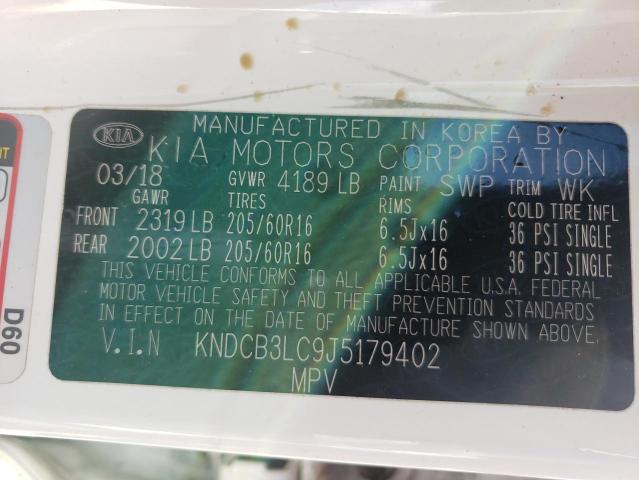 KIA
MANUFACTURED IN KOREA BY
KIA MOTORS CORPORATION
03/18 GVWR 4189 LB PAINT SWP TRIM WK
GAWR TIRES RIMS COLD TIRE INFL
FRONT 2319 LB 205/60R16 6.5Jx16 36 PSI SINGLE
REAR 2002 LB 205/60R16 6.5Jx16 36 PSI SINGLE
THIS VEHICLE CONFORMS TO ALL APPLICABLE U.S.A. FEDERAL
MOTOR VEHICLE SAFETY AND THEFT PREVENTION STANDARDS
IN EFFECT ON THE DATE OF MANUFACTURE SHOWN ABOVE.
V.I.N KNDCB3LC9J5179402
MPV
D60